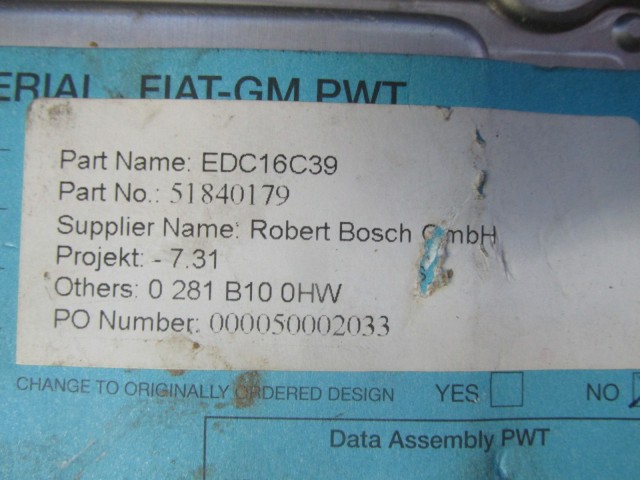 ERIAL FIAT-GM PWT
Part Name: EDC16C39
Part No.: 51840179
Supplier Name: Robert Bosch GmbH
Projekt: - 7.31
Others: 0 281 B10 0HW
PO Number: 000050002033
CHANGE TO ORIGINALLY ORDERED DESIGN YES NO
Data Assembly PWT